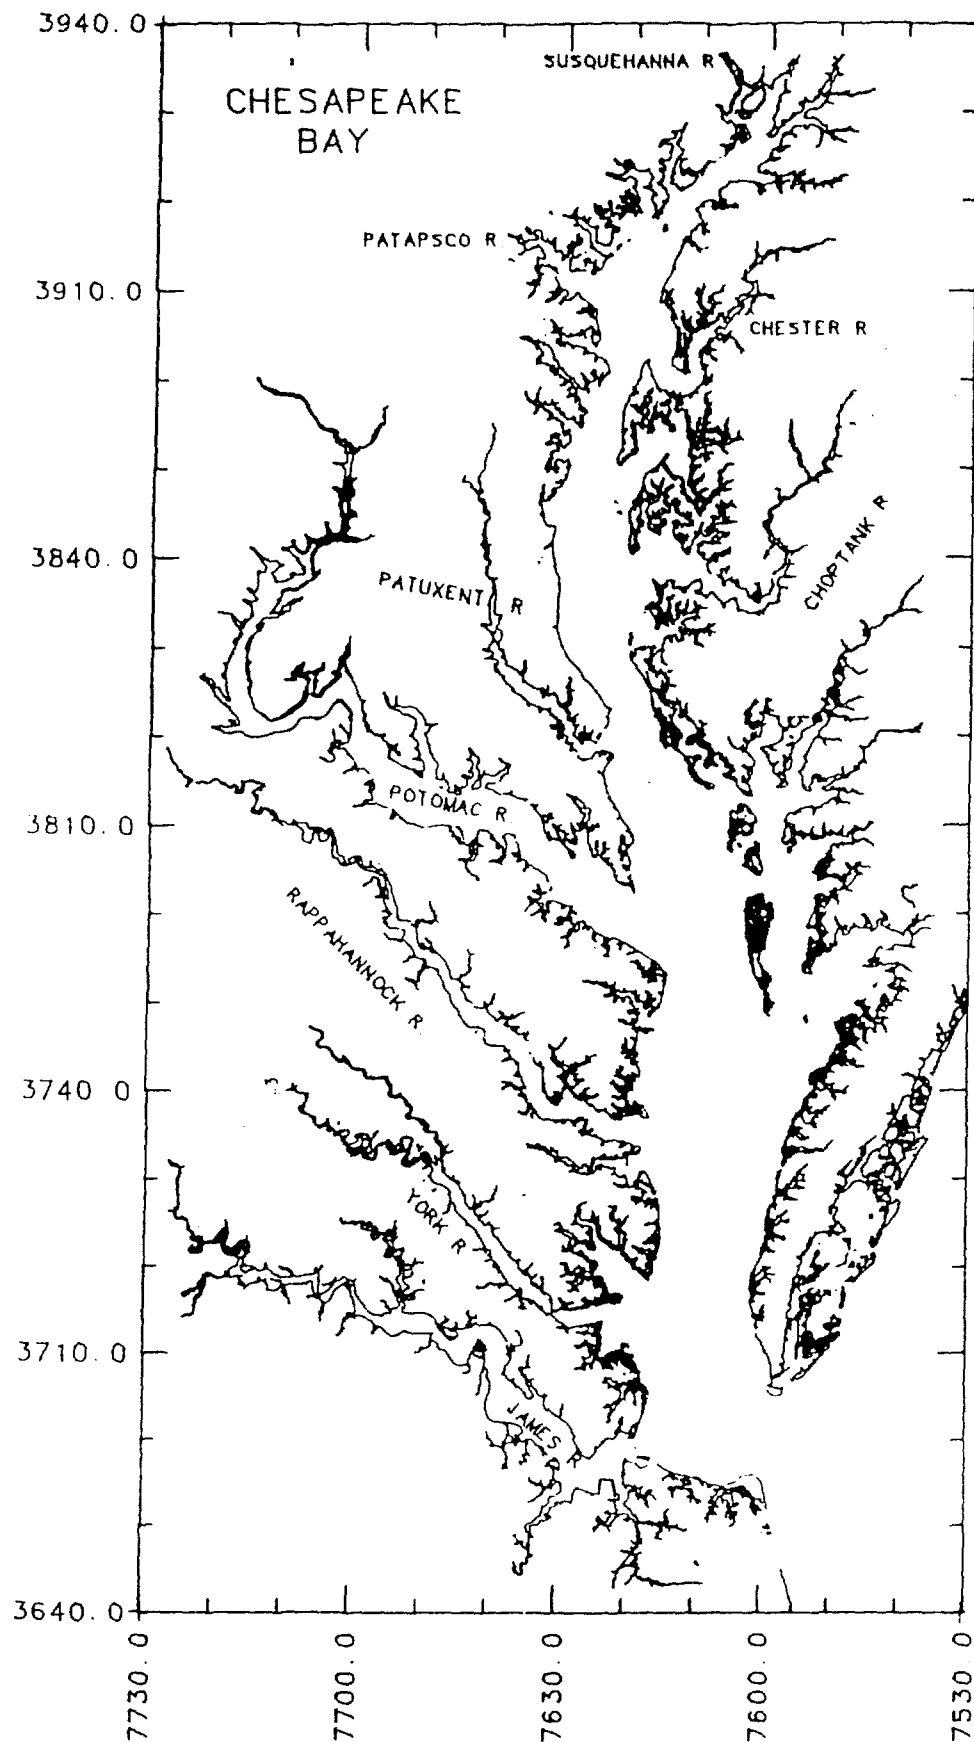 3940.0
SUSQUEHANNA R
CHESAPEAKE
BAY
PATAPSCO R.
3910.0
CHESTER R
3840.0
CHOPTANK R
PATUXENT R
POTOMAC R.
3810.0
RAPPAHANNOCK R.
3740 0
YORK R
3710.0
JAMES R
3640.0
7730.0
7700.0
7630.0
7600.0
7530.0